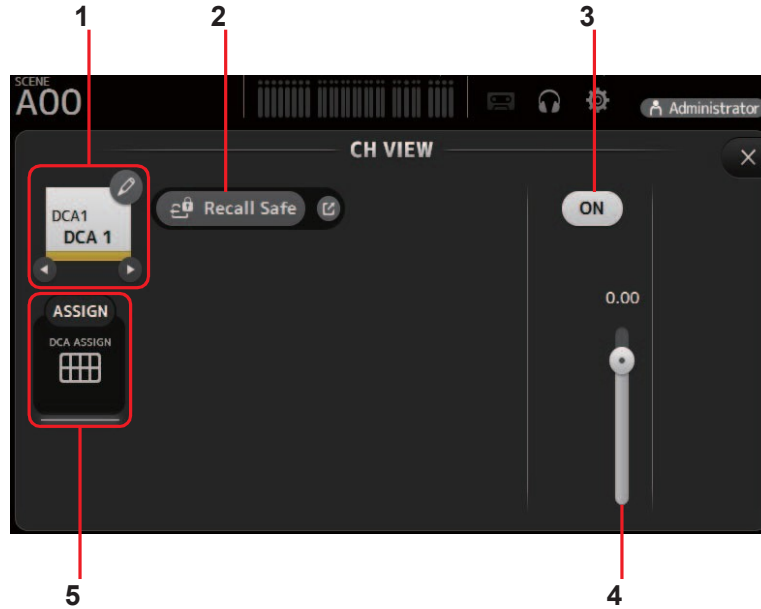 1 2 3
SCENE
A00
Administrator
CH VIEW
DCA1
DCA 1
Recall Safe
ON
0.00
ASSIGN
DCA ASSIGN
5 4